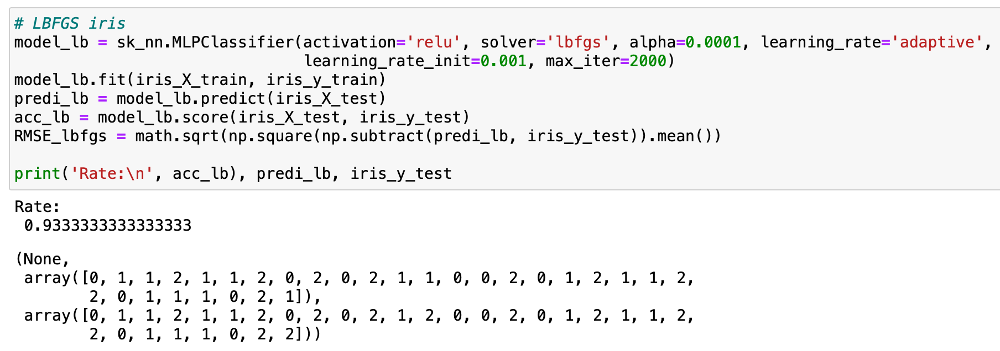 # LBFGS iris
model_lb = sk_nn.MLPClassifier(activation='relu', solver='lbfgs', alpha=0.0001, learning_rate='adaptive',
learning_rate_init=0.001, max_iter=2000)
model_lb.fit(iris_X_train, iris_y_train)
predi_lb = model_lb.predict(iris_X_test)
acc_lb = model_lb.score(iris_X_test, iris_y_test)
RMSE_lbfgs = math.sqrt(np.square(np.subtract(predi_lb, iris_y_test)).mean())
print('Rate:\n', acc_lb), predi_lb, iris_y_test
Rate:
0.9333333333333333
(None,
array([0, 1, 1, 2, 1, 1, 2, 0, 2, 0, 2, 1, 1, 0, 0, 2, 0, 1, 2, 1, 1, 2,
2, 0, 1, 1, 1, 0, 2, 1]),
array([0, 1, 1, 2, 1, 1, 2, 0, 2, 0, 2, 1, 2, 0, 0, 2, 0, 1, 2, 1, 1, 2,
2, 0, 1, 1, 1, 0, 2, 2]))